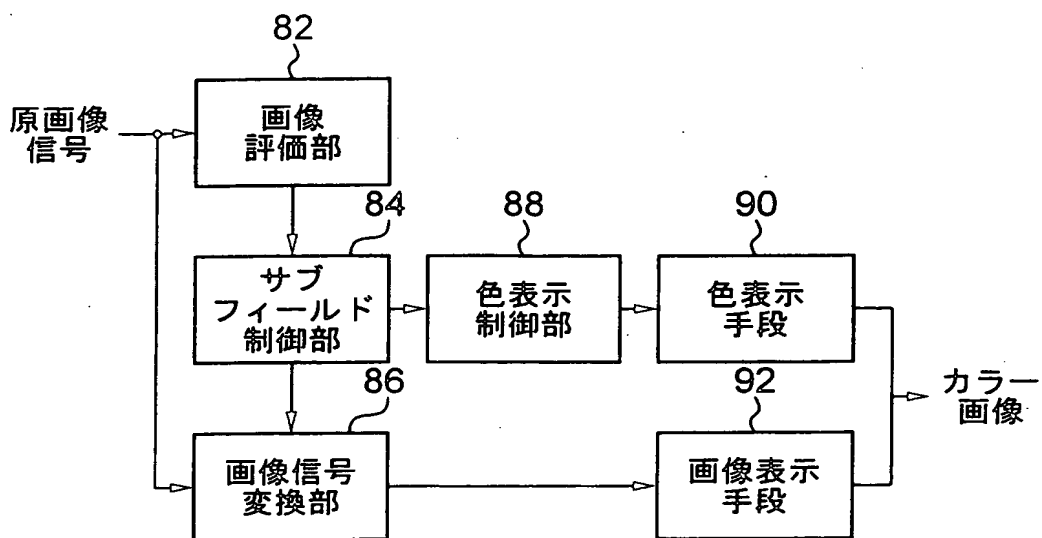 82
原画像
信号
画像
評価部
84
88
90
サブ
フィールド
制御部
色表示
制御部
色表示
手段
86
92
カラー
画像
画像信号
変換部
画像表示
手段